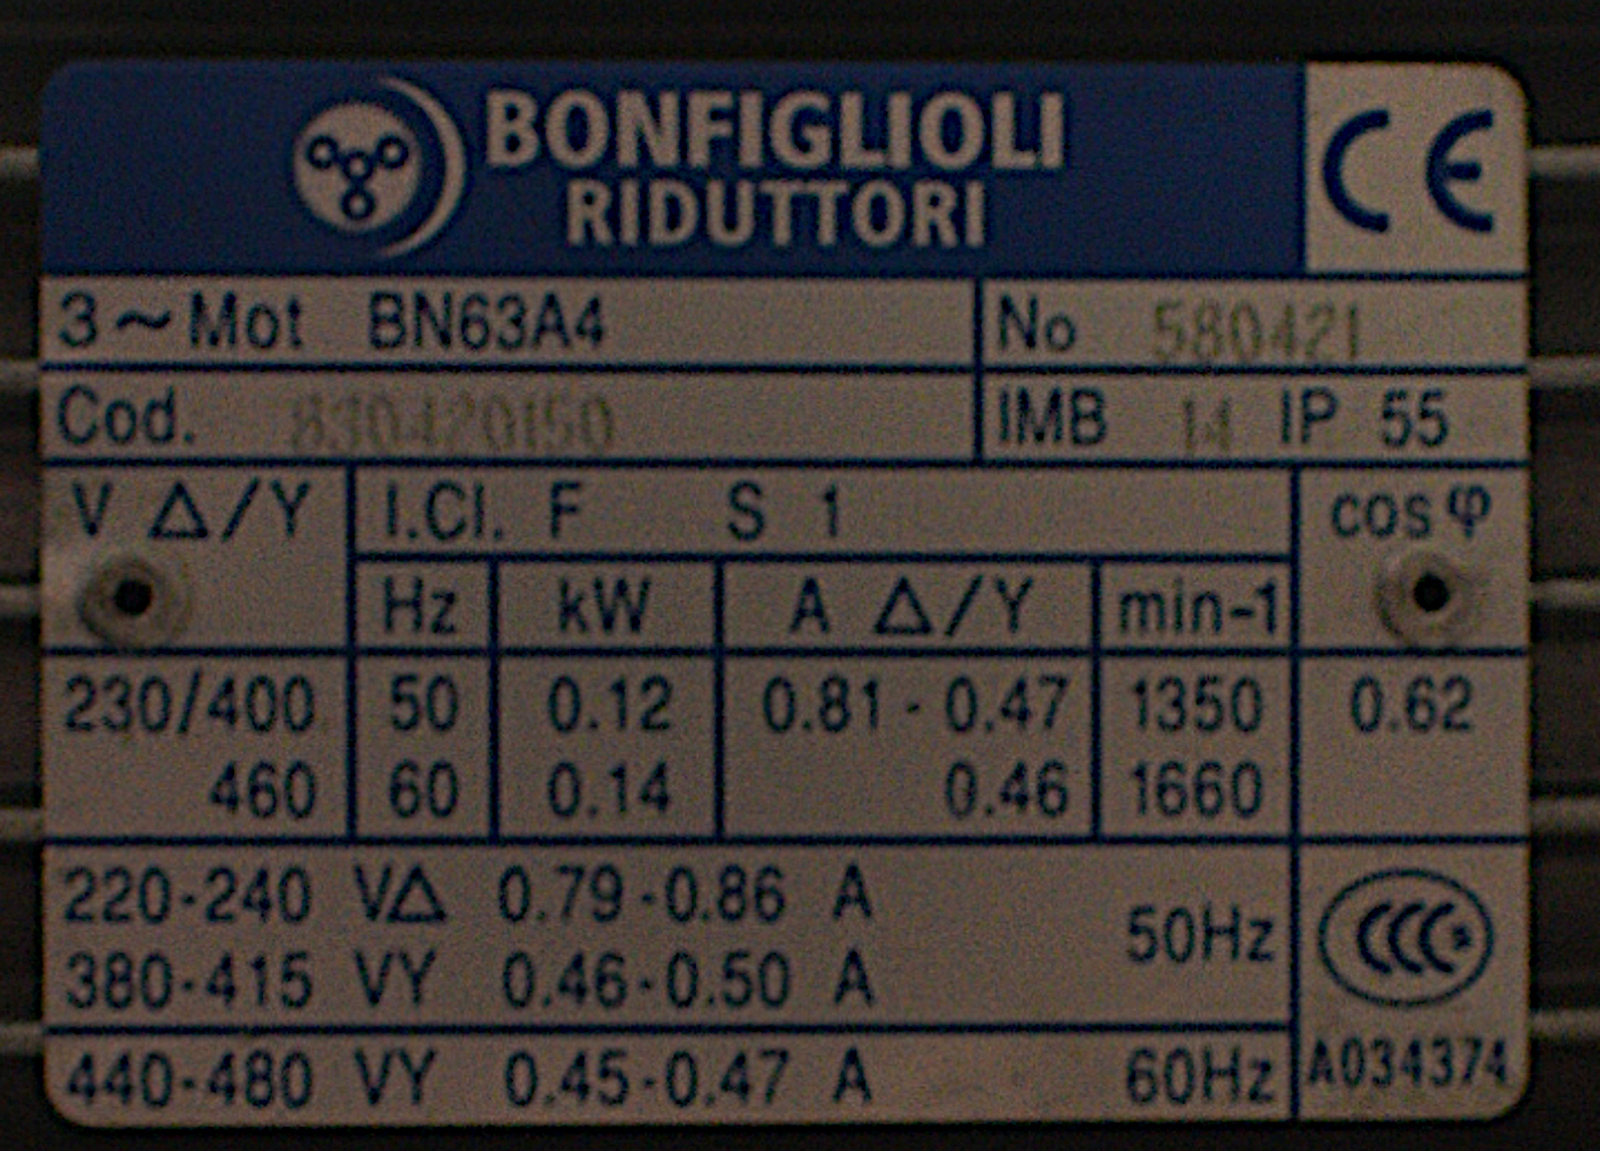 BONFIGLIOLI
RIDUTTORI
CE
3~Mot BN63A4 No 580421
Cod. 830420150 IMB 14 IP 55
V Δ/Y I.Cl. F S 1 cosφ
Hz kW A Δ/Y min-1
230/400 50 0.12 0.81 - 0.47 1350 0.62
460 60 0.14 0.46 1660
220-240 VΔ 0.79-0.86 A 50Hz
380-415 VY 0.46-0.50 A
CCC
440-480 VY 0.45-0.47 A 60Hz A034374